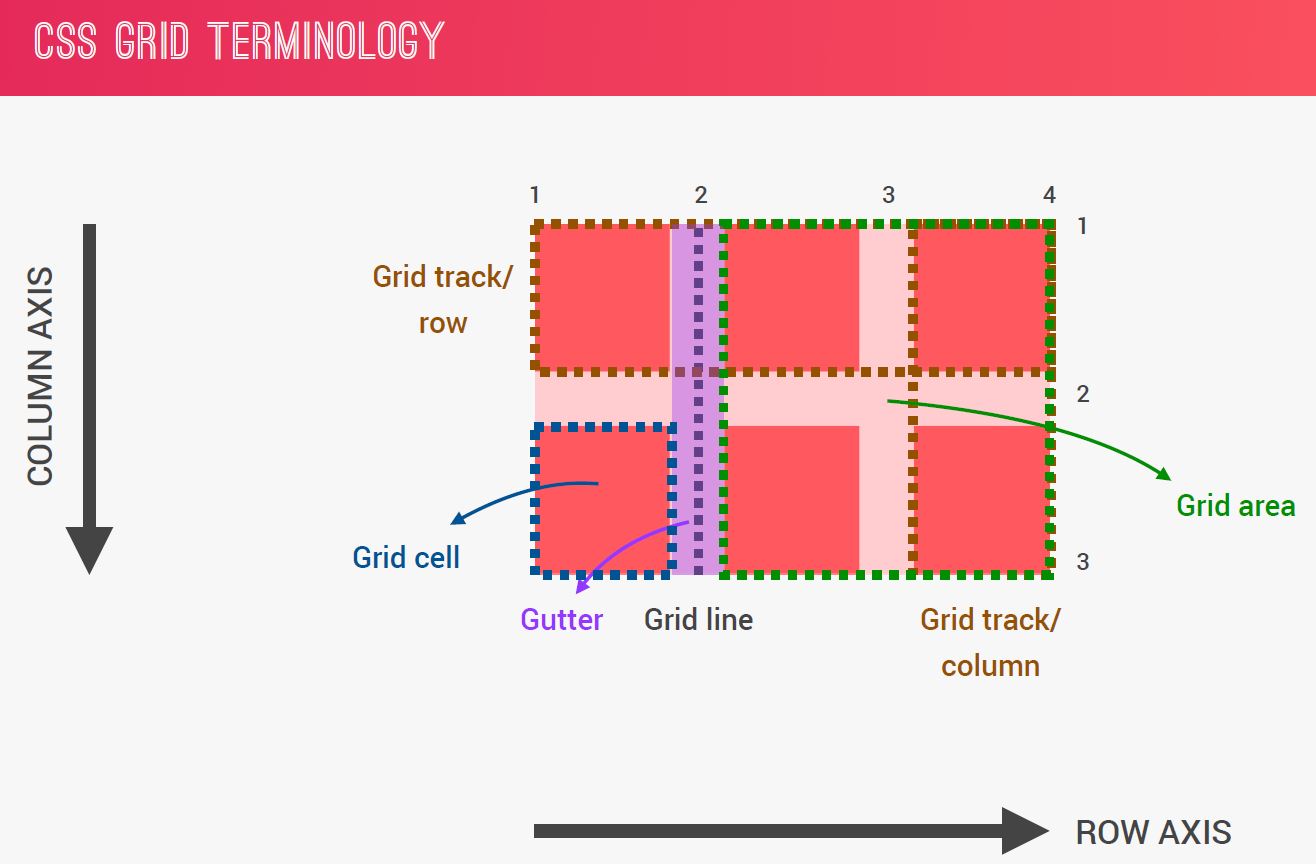 CSS GRID TERMINOLOGY
1 2 3 4
1
Grid track/
row
COLUMN AXIS
2
Grid area
Grid cell
3
Gutter
Grid line
Grid track/
column
ROW AXIS